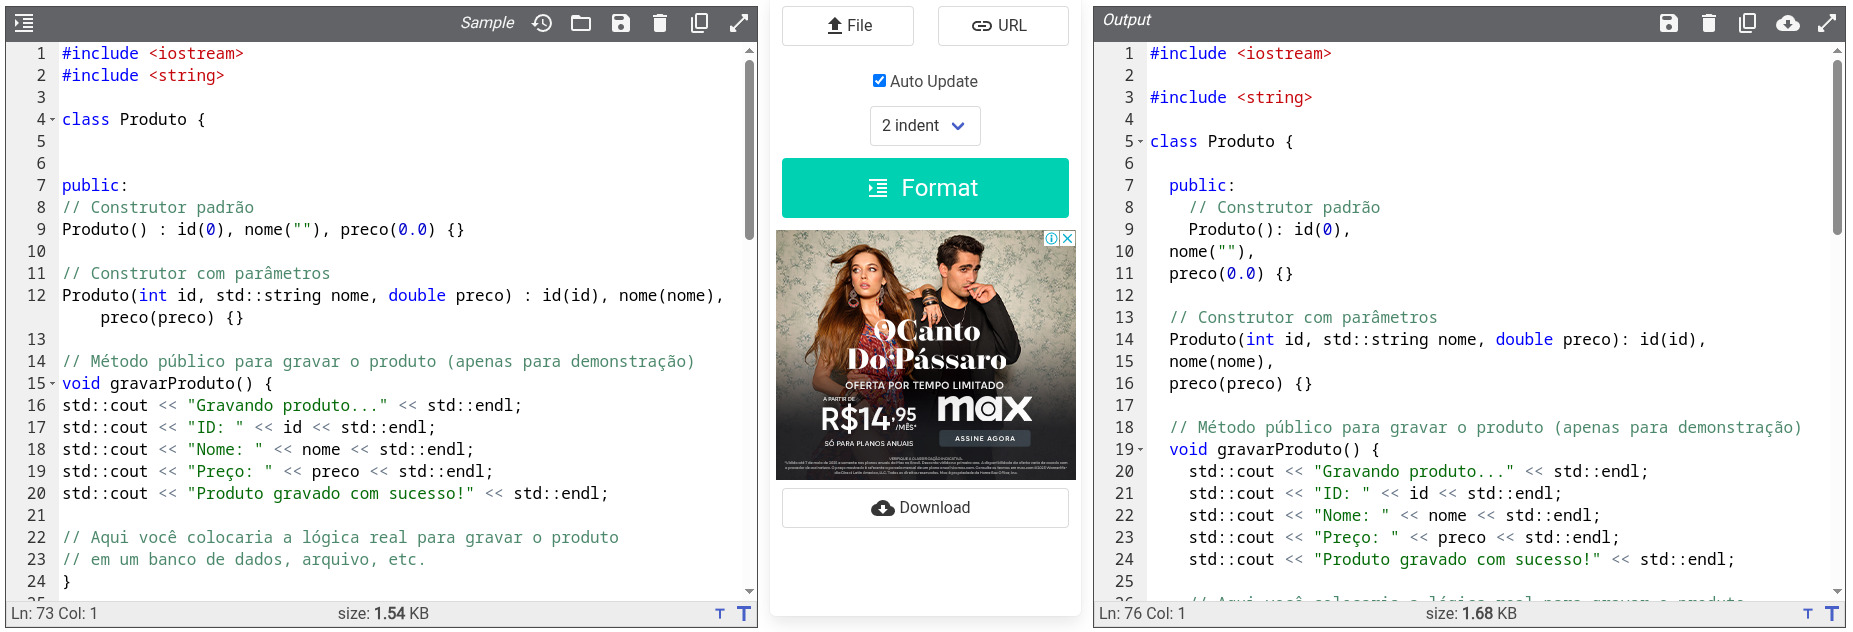 Sample
1 #include <iostream>
2 #include <string>
3
4 class Produto {
5
6
7 public:
8 // Construtor padrão
9 Produto() : id(0), nome(""), preco(0.0) {}
10
11 // Construtor com parâmetros
12 Produto(int id, std::string nome, double preco) : id(id), nome(nome),
preco(preco) {}
13
14 // Método público para gravar o produto (apenas para demonstração)
15 void gravarProduto() {
16 std::cout << "Gravando produto..." << std::endl;
17 std::cout << "ID: " << id << std::endl;
18 std::cout << "Nome: " << nome << std::endl;
19 std::cout << "Preço: " << preco << std::endl;
20 std::cout << "Produto gravado com sucesso!" << std::endl;
21
22 // Aqui você colocaria a lógica real para gravar o produto
23 // em um banco de dados, arquivo, etc.
24 }
25
Ln: 73 Col: 1 size: 1.54 KB T T
File URL
Auto Update
2 indent
Format
O Canto
Do Pássaro
OFERTA POR TEMPO LIMITADO
A PARTIR DE
R$14,95
/MÊS*
SÓ PARA PLANOS ANUAIS
max
ASSINE AGORA
Download
Output
1 #include <iostream>
2
3 #include <string>
4
5 class Produto {
6
7 public:
8 // Construtor padrão
9 Produto(): id(0),
10 nome(""),
11 preco(0.0) {}
12
13 // Construtor com parâmetros
14 Produto(int id, std::string nome, double preco): id(id),
15 nome(nome),
16 preco(preco) {}
17
18 // Método público para gravar o produto (apenas para demonstração)
19 void gravarProduto() {
20 std::cout << "Gravando produto..." << std::endl;
21 std::cout << "ID: " << id << std::endl;
22 std::cout << "Nome: " << nome << std::endl;
23 std::cout << "Preço: " << preco << std::endl;
24 std::cout << "Produto gravado com sucesso!" << std::endl;
25
26 // Aqui você colocaria a lógica real para gravar o produto
Ln: 76 Col: 1 size: 1.68 KB T T